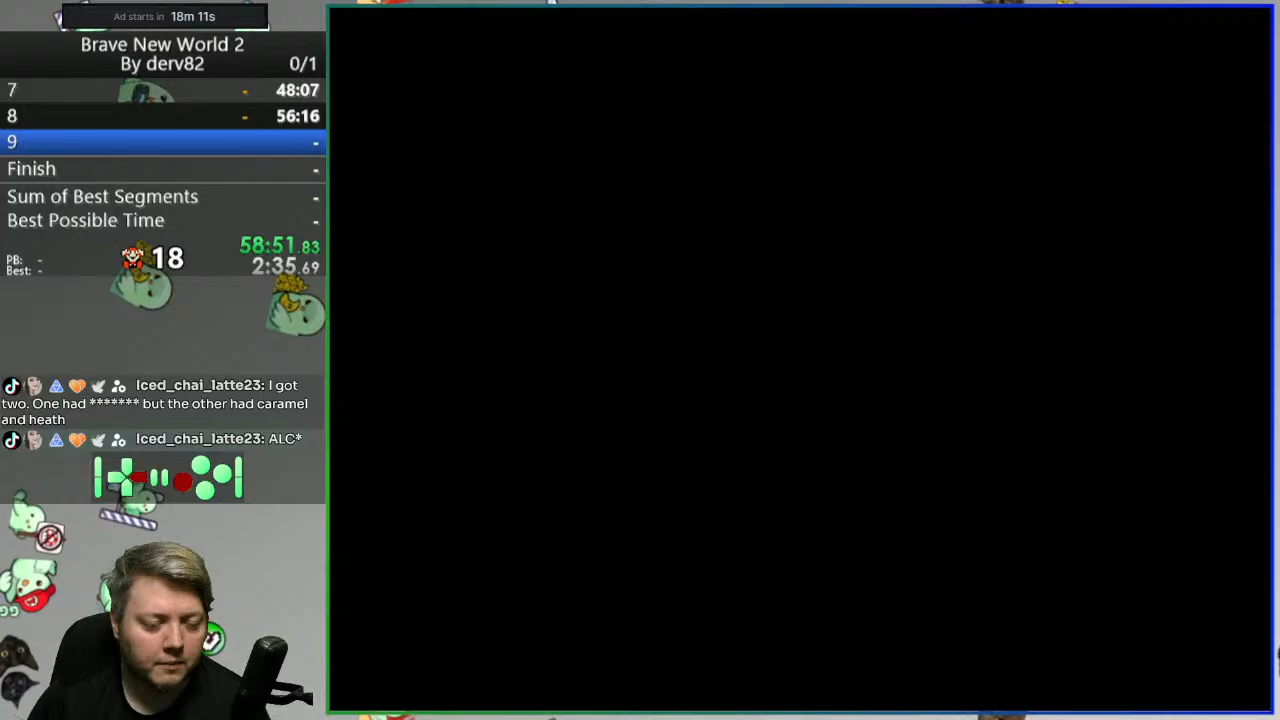 Ad starts in 18m 11s
Brave New World 2
By derv82 0/1
7 - 48:07
8 - 56:16
9 -
Finish -
Sum of Best Segments -
Best Possible Time -
PB: - 18 58:51.83
Best: - 2:35.69
Iced_chai_latte23: I got
two. One had ******* but the other had caramel
and heath
Iced_chai_latte23: ALC*
GG